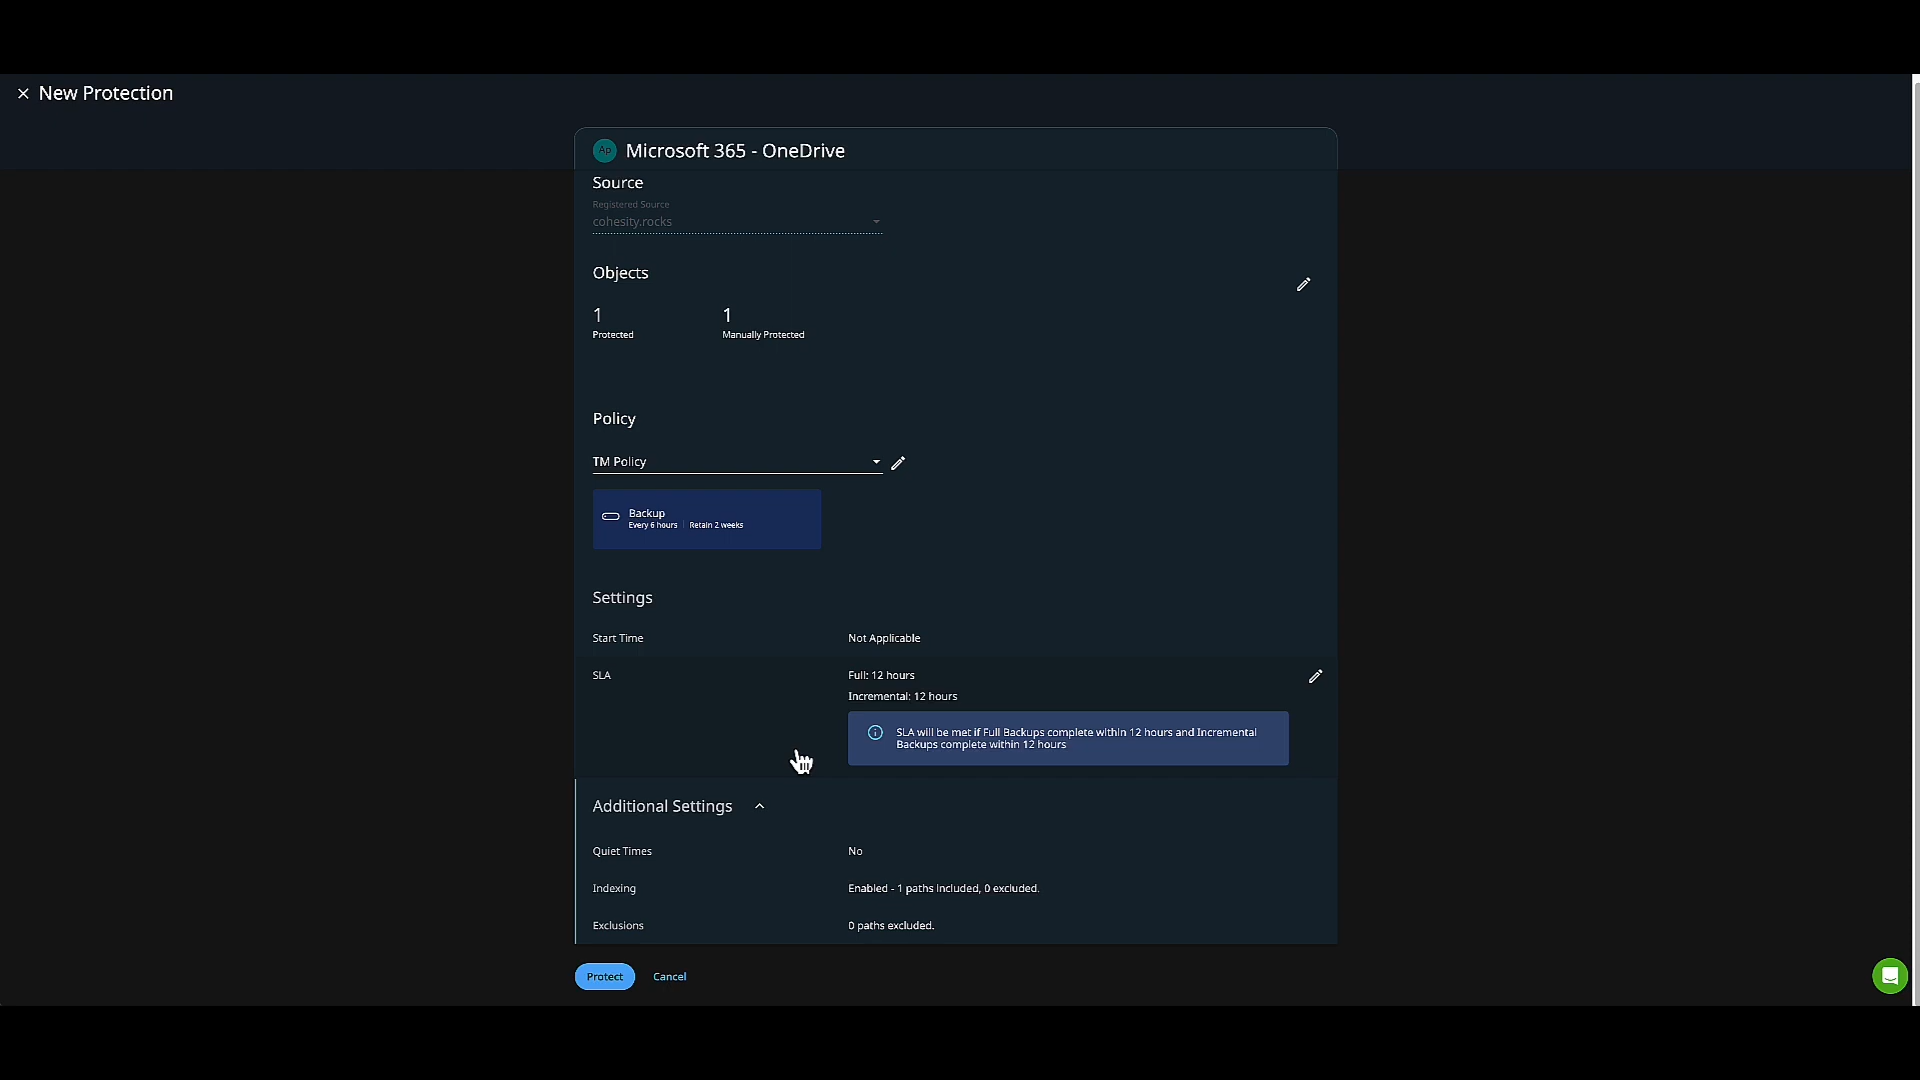 New Protection
Ap Microsoft 365 - OneDrive
Source
Registered Source
cohesity.rocks
Objects
1 1
Protected Manually Protected
Policy
TM Policy
Backup
Every 6 hours Retain 2 weeks
Settings
Start Time Not Applicable
SLA Full: 12 hours
Incremental: 12 hours
SLA will be met if Full Backups complete within 12 hours and Incremental
Backups complete within 12 hours
Additional Settings
Quiet Times No
Indexing Enabled - 1 paths included, 0 excluded.
Exclusions 0 paths excluded.
Protect Cancel